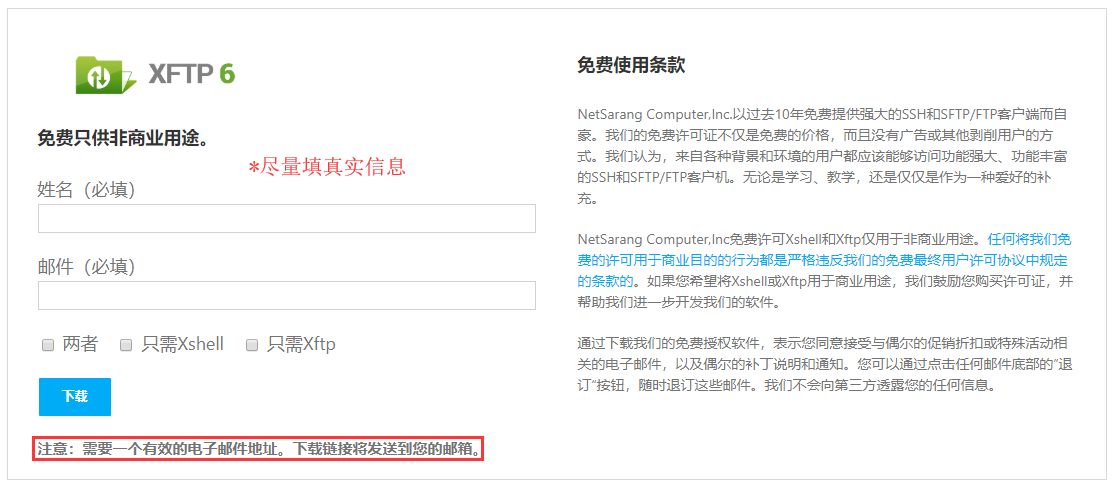 XFTP 6
免费只供非商业用途。
*尽量填真实信息
姓名（必填）
邮件（必填）
两者 只需Xshell 只需Xftp
下载
注意：需要一个有效的电子邮件地址。下载链接将发送到您的邮箱。
免费使用条款
NetSarang Computer,Inc.以过去10年免费提供强大的SSH和SFTP/FTP客户端而自
豪。我们的免费许可证不仅是免费的价格，而且没有广告或其他剥削用户的方
式。我们认为，来自各种背景和环境的用户都应该能够访问功能强大、功能丰富
的SSH和SFTP/FTP客户机。无论是学习、教学，还是仅仅是作为一种爱好的补
充。
NetSarang Computer,Inc免费许可Xshell和Xftp仅用于非商业用途。任何将我们免
费的许可用于商业目的的行为都是严格违反我们的免费最终用户许可协议中规定
的条款的。如果您希望将Xshell或Xftp用于商业用途，我们鼓励您购买许可证，并
帮助我们进一步开发我们的软件。
通过下载我们的免费授权软件，表示您同意接受与偶尔的促销折扣或特殊活动相
关的电子邮件，以及偶尔的补丁说明和通知。您可以通过点击任何邮件底部的“退
订”按钮，随时退订这些邮件。我们不会向第三方透露您的任何信息。